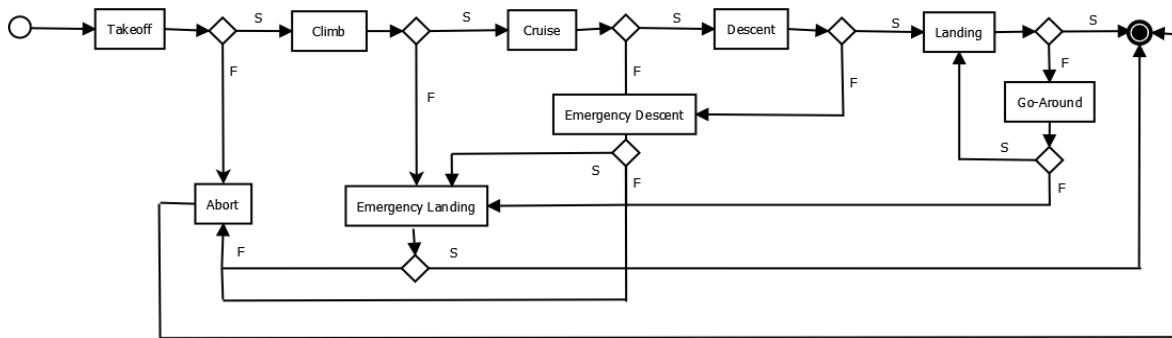 Takeoff
S
Climb
S
Cruise
S
Descent
S
Landing
S
F
F
F
F
F
Emergency Descent
Go-Around
S
F
S
F
Abort
Emergency Landing
F
S